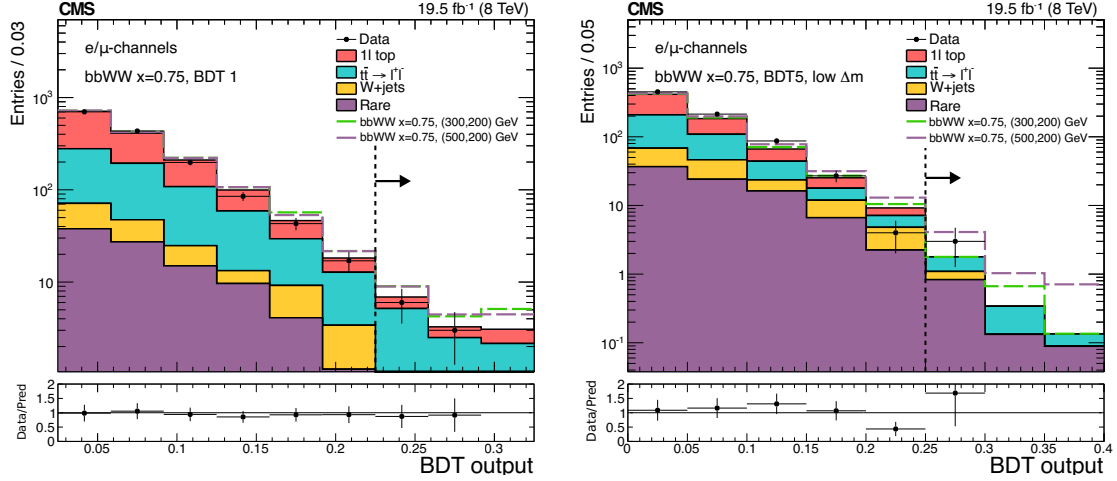 CMS 19.5 fb⁻¹ (8 TeV)
Entries / 0.03
e/μ-channels
bbWW x=0.75, BDT 1
Data
1l top
tt̄ → l⁺l⁻
W+jets
Rare
bbWW x=0.75, (300,200) GeV
bbWW x=0.75, (500,200) GeV
10³
10²
10
Data/Pred
2
1.5
1
0.5
0
0.05 0.1 0.15 0.2 0.25 0.3
BDT output
CMS 19.5 fb⁻¹ (8 TeV)
Entries / 0.05
e/μ-channels
bbWW x=0.75, BDT5, low Δm
Data
1l top
tt̄ → l⁺l⁻
W+jets
Rare
bbWW x=0.75, (300,200) GeV
bbWW x=0.75, (500,200) GeV
10³
10²
10
1
10⁻¹
Data/Pred
2
1.5
1
0.5
0
0 0.05 0.1 0.15 0.2 0.25 0.3 0.35 0.4
BDT output